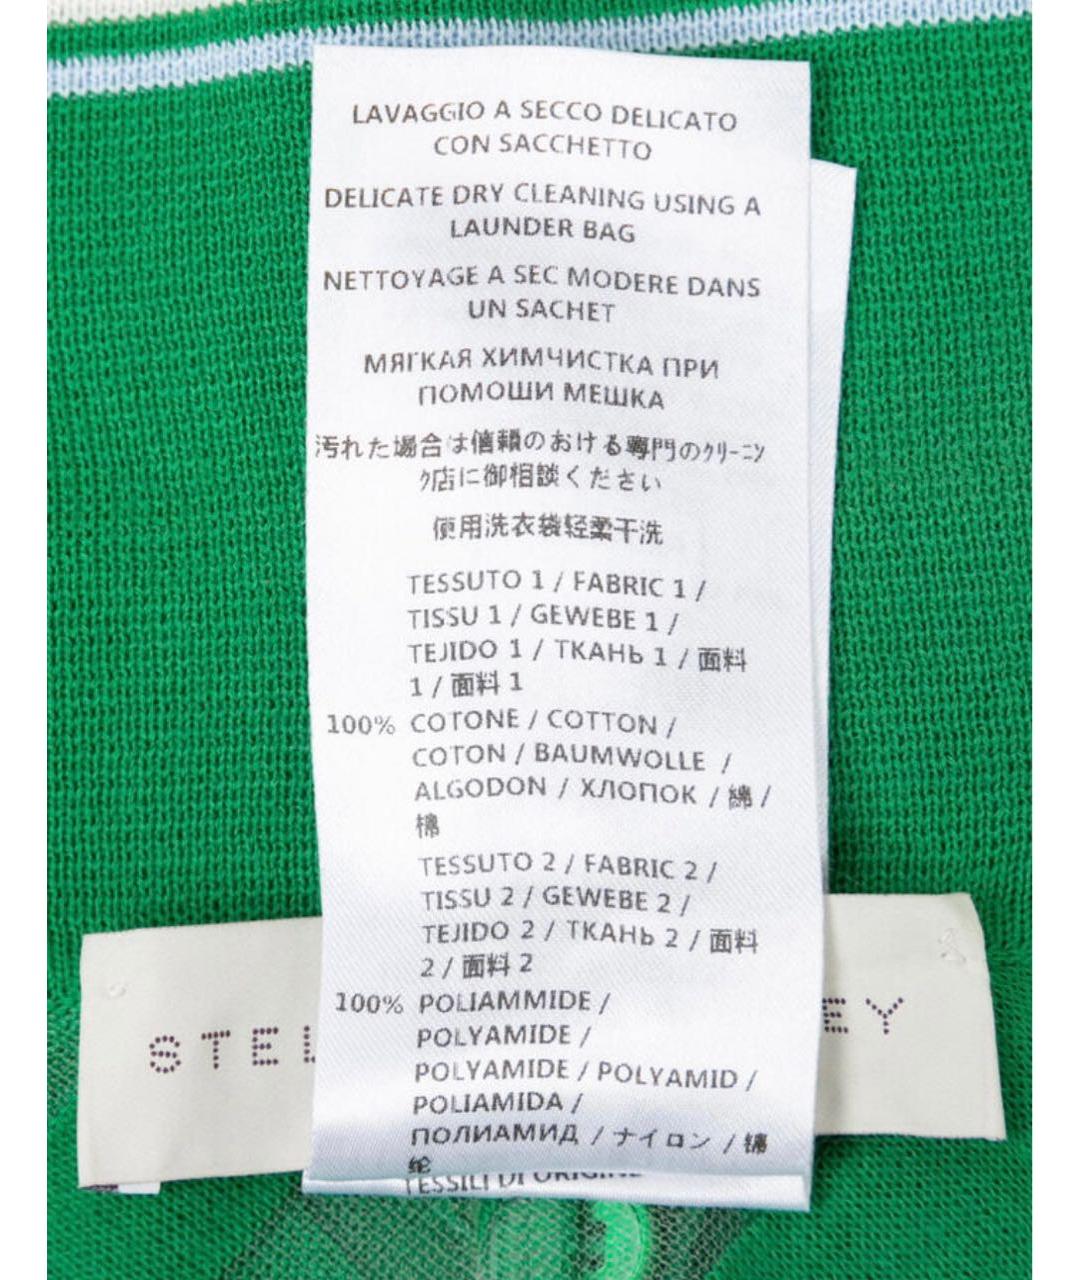 LAVAGGIO A SECCO DELICATO
CON SACCHETTO
DELICATE DRY CLEANING USING A
LAUNDER BAG
NETTOYAGE A SEC MODERE DANS
UN SACHET
МЯГКАЯ ХИМЧИСТКА ПРИ
ПОМОШИ МЕШКА
汚れた場合は信頼のおける専門のｸﾘｰﾆﾝ
ｸ店に御相談ください
使用洗衣袋轻柔干洗
TESSUTO 1 / FABRIC 1 /
TISSU 1 / GEWEBE 1 /
TEJIDO 1 / ТКАНЬ 1 / 面料
1 / 面料 1
100% COTONE / COTTON /
COTON / BAUMWOLLE /
ALGODON / ХЛОПОК / 綿 /
棉
TESSUTO 2 / FABRIC 2 /
TISSU 2 / GEWEBE 2 /
TEJIDO 2 / ТКАНЬ 2 / 面料
2 / 面料 2
100% POLIAMMIDE /
POLYAMIDE /
POLYAMIDE / POLYAMID /
POLIAMIDA /
ПОЛИАМИД / ナイロン / 锦
纶
TESSILI DI ORIGINE
STEL
EY